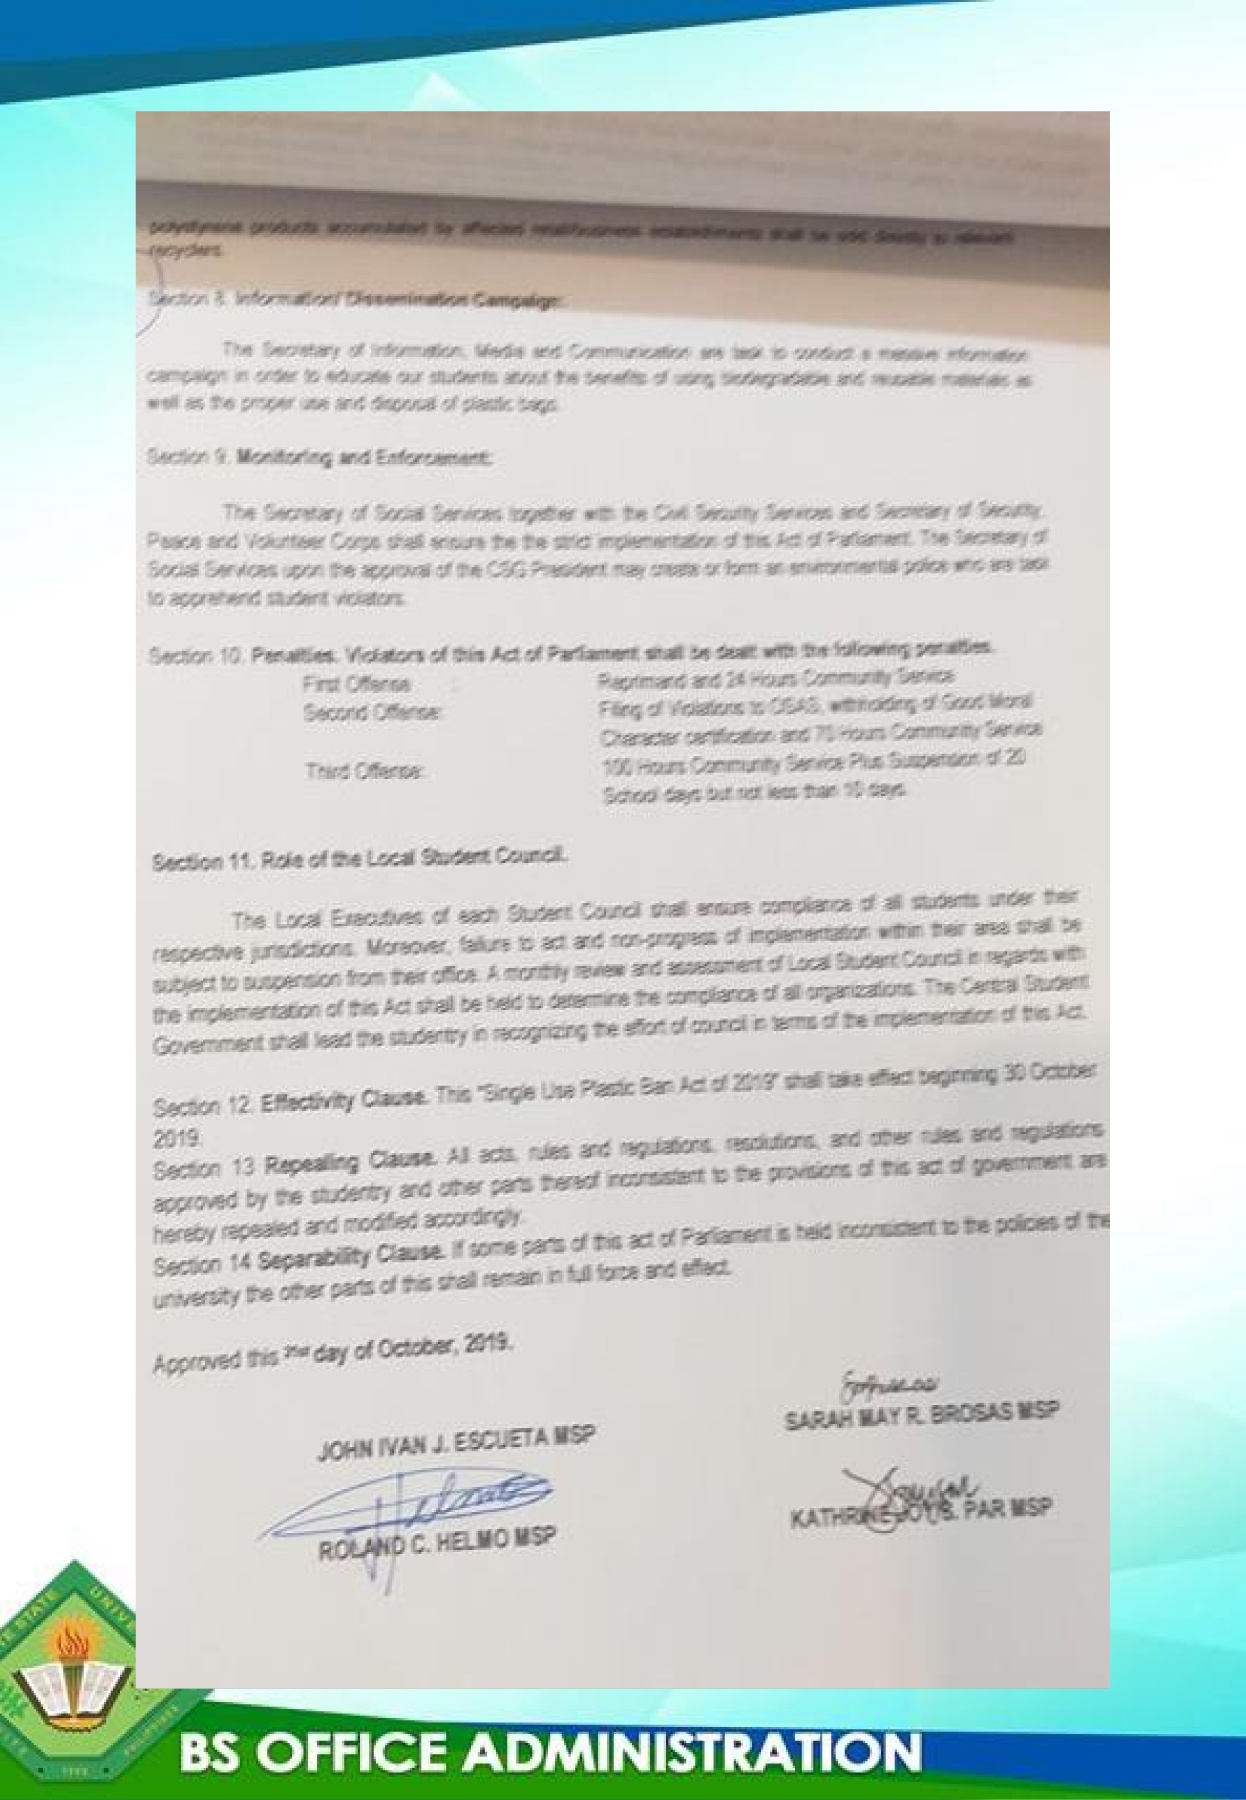 polystyrene products accumulated by affected retail/business establishments shall be sold directly to relevant
recyclers.
Section 8. Information/ Dissemination Campaign:
The Secretary of Information, Media and Communication are task to conduct a massive information
campaign in order to educate our students about the benefits of using biodegradable and reusable materials as
well as the proper use and disposal of plastic bags.
Section 9. Monitoring and Enforcement:
The Secretary of Social Services together with the Civil Security Services and Secretary of Security,
Peace and Volunteer Corps shall ensure the the strict implementation of this Act of Parliament. The Secretary of
Social Services upon the approval of the CSG President may create or form an environmental police who are task
to apprehend student violators.
Section 10. Penalties. Violators of this Act of Parliament shall be dealt with the following penalties.
First Offense : Reprimand and 24 Hours Community Service
Second Offense: Filing of Violations to OSAS, withholding of Good Moral
Character certification and 70 Hours Community Service
Third Offense: 100 Hours Community Service Plus Suspension of 20
School days but not less than 10 days.
Section 11. Role of the Local Student Council.
The Local Executives of each Student Council shall ensure compliance of all students under their
respective jurisdictions. Moreover, failure to act and non-progress of implementation within their area shall be
subject to suspension from their office. A monthly review and assessment of Local Student Council in regards with
the implementation of this Act shall be held to determine the compliance of all organizations. The Central Student
Government shall lead the studentry in recognizing the effort of council in terms of the implementation of this Act.
Section 12. Effectivity Clause. This "Single Use Plastic Ban Act of 2019" shall take effect beginning 30 October
2019.
Section 13 Repealing Clause. All acts, rules and regulations, resolutions, and other rules and regulations
approved by the studentry and other parts thereof inconsistent to the provisions of this act of government are
hereby repealed and modified accordingly.
Section 14 Separability Clause. If some parts of this act of Parliament is held inconsistent to the policies of the
university the other parts of this shall remain in full force and effect.
Approved this day of October, 2019.
SARAH MAY R. BROSAS MSP
JOHN IVAN J. ESCUETA MSP
Helmo
KATHRINE JOY S. PAR MSP
ROLAND C. HELMO MSP
BS OFFICE ADMINISTRATION